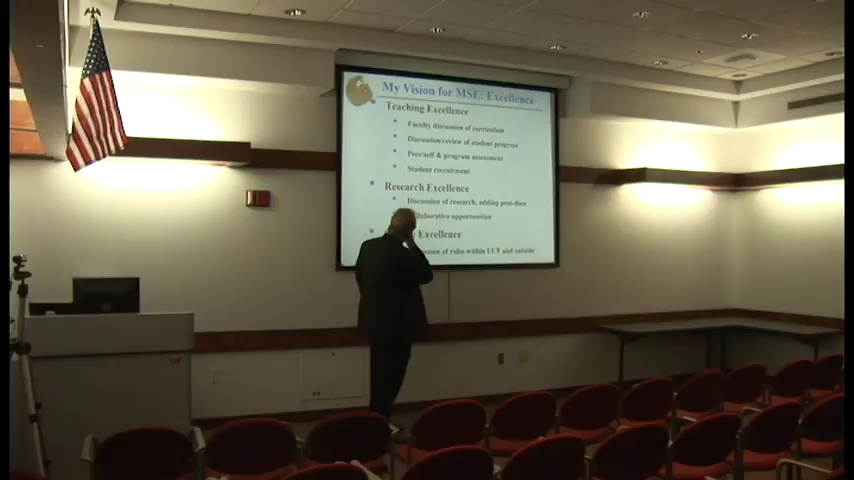 My Vision for MSE: Excellence
Teaching Excellence
Faculty discussion of curriculum
Discussion/review of student progress
Peer/self & program assessment
Student recruitment
Research Excellence
Discussion of research, adding post-docs
collaborative opportunities
Excellence
of roles within UCF and outside